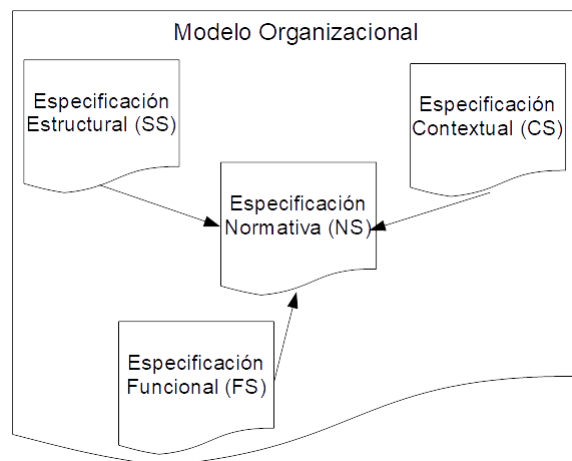 Modelo Organizacional
Especificación
Estructural (SS)
Especificación
Contextual (CS)
Especificación
Normativa (NS)
Especificación
Funcional (FS)